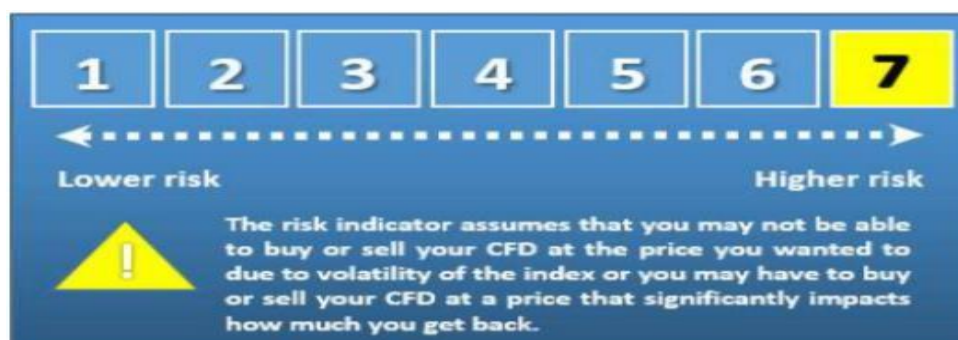 1 2 3 4 5 6 7
Lower risk Higher risk
!
The risk indicator assumes that you may not be able
to buy or sell your CFD at the price you wanted to
due to volatility of the index or you may have to buy
or sell your CFD at a price that significantly impacts
how much you get back.